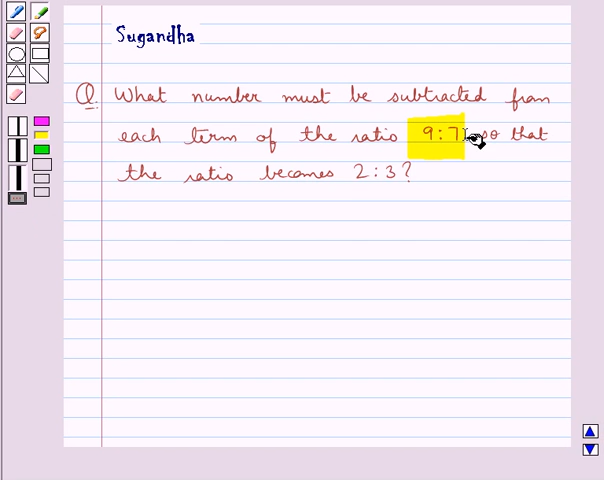 Sugandha
Q. What number must be subtracted from
each term of the ratio 9:7 so that
the ratio becomes 2:3?